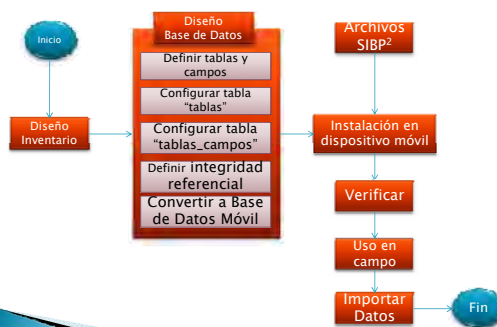 Inicio
Diseño
Inventario
Diseño
Base de Datos
Definir tablas y
campos
Configurar tabla
“tablas”
Configurar tabla
“tablas_campos”
Definir integridad
referencial
Convertir a Base
de Datos Móvil
Archivos
SIBP²
Instalación en
dispositivo móvil
Verificar
Uso en
campo
Importar
Datos
Fin